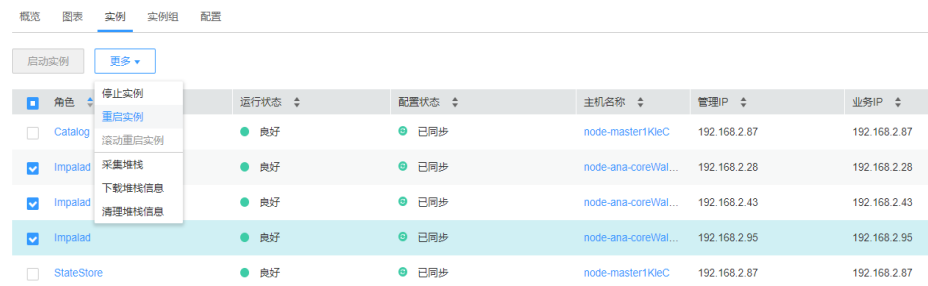 概览 图表 实例 实例组 配置
启动实例 更多
角色 运行状态 配置状态 主机名称 管理IP 业务IP
停止实例
重启实例
滚动重启实例
采集堆栈
下载堆栈信息
清理堆栈信息
Catalog 良好 已同步 node-master1KleC 192.168.2.87 192.168.2.87
Impalad 良好 已同步 node-ana-coreWal... 192.168.2.28 192.168.2.28
Impalad 良好 已同步 node-ana-coreWal... 192.168.2.43 192.168.2.43
Impalad 良好 已同步 node-ana-coreWal... 192.168.2.95 192.168.2.95
StateStore 良好 已同步 node-master1KleC 192.168.2.87 192.168.2.87